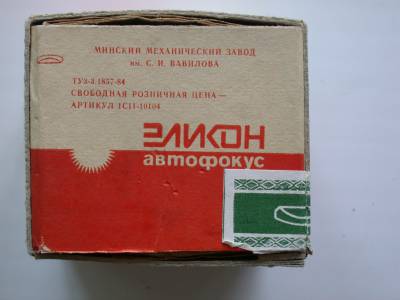 МИНСКИЙ МЕХАНИЧЕСКИЙ ЗАВОД
им. С. И. ВАВИЛОВА
ТУ3-3.1857-84
СВОБОДНАЯ РОЗНИЧНАЯ ЦЕНА—
АРТИКУЛ 1С11-10104
ЭЛИКОН
автофокус